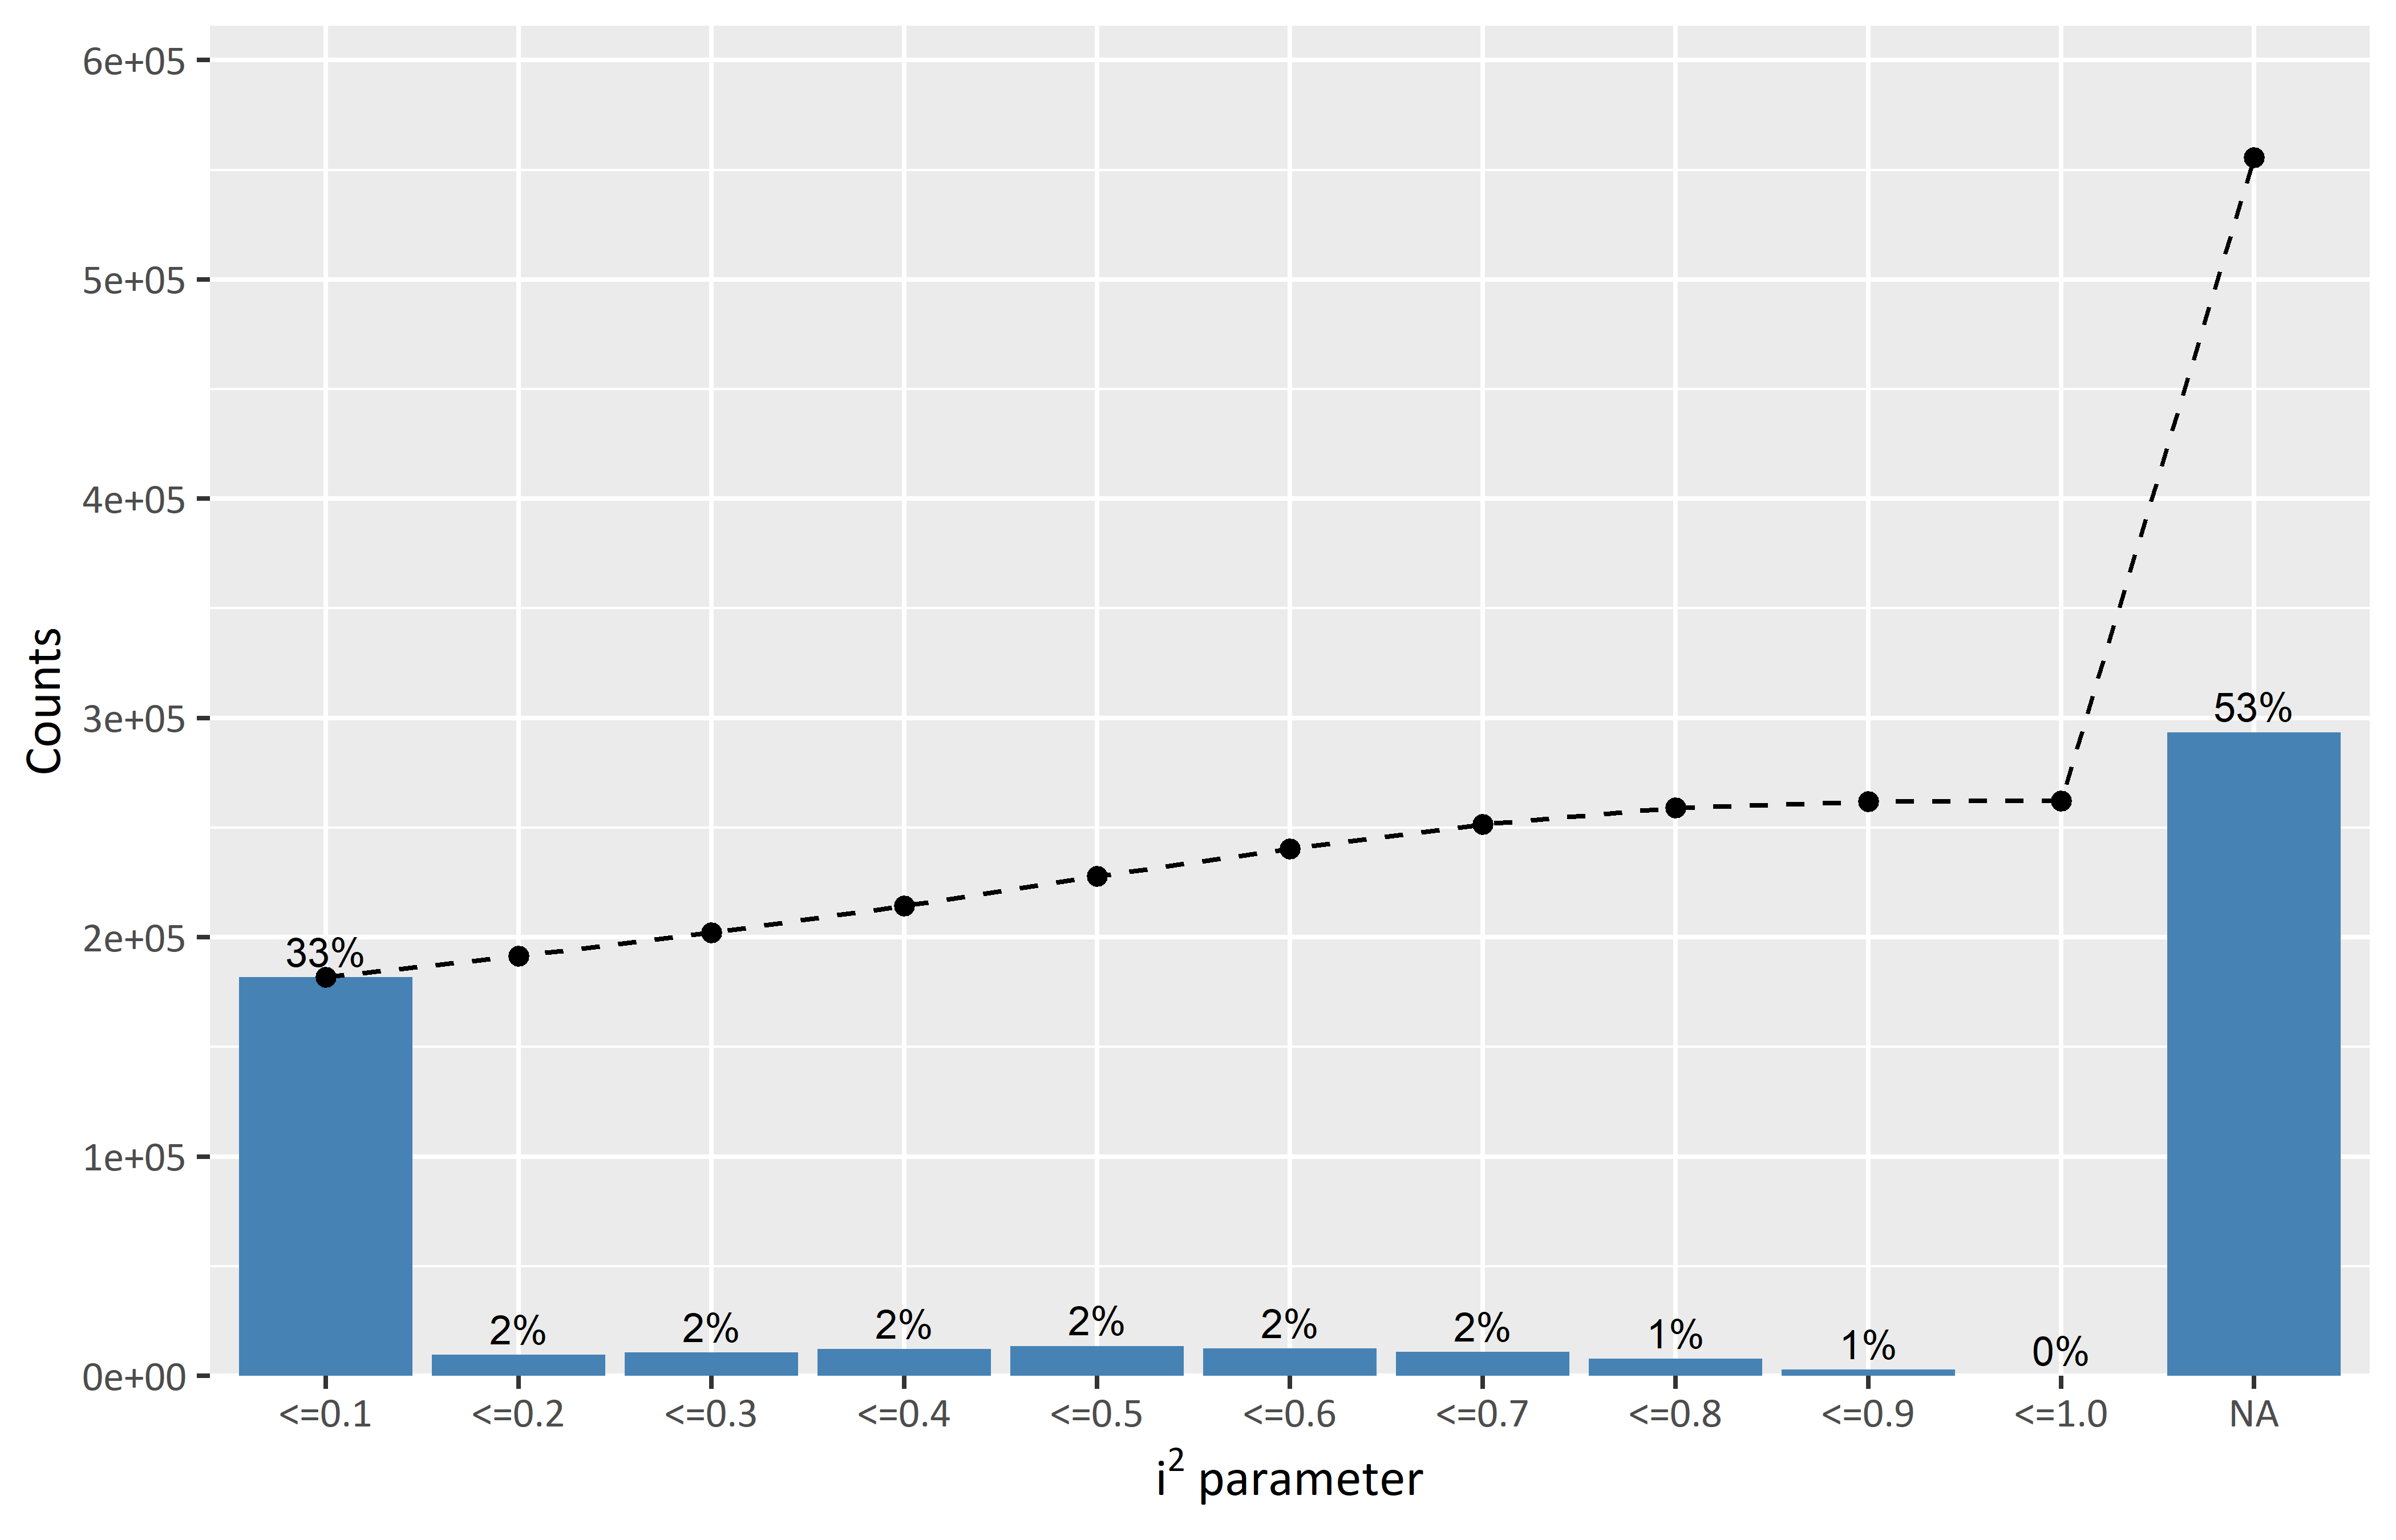 6e+05
5e+05
4e+05
3e+05
2e+05
1e+05
0e+00
Counts
33%
2%
2%
2%
2%
2%
2%
1%
1%
0%
53%
<=0.1 <=0.2 <=0.3 <=0.4 <=0.5 <=0.6 <=0.7 <=0.8 <=0.9 <=1.0 NA
i² parameter